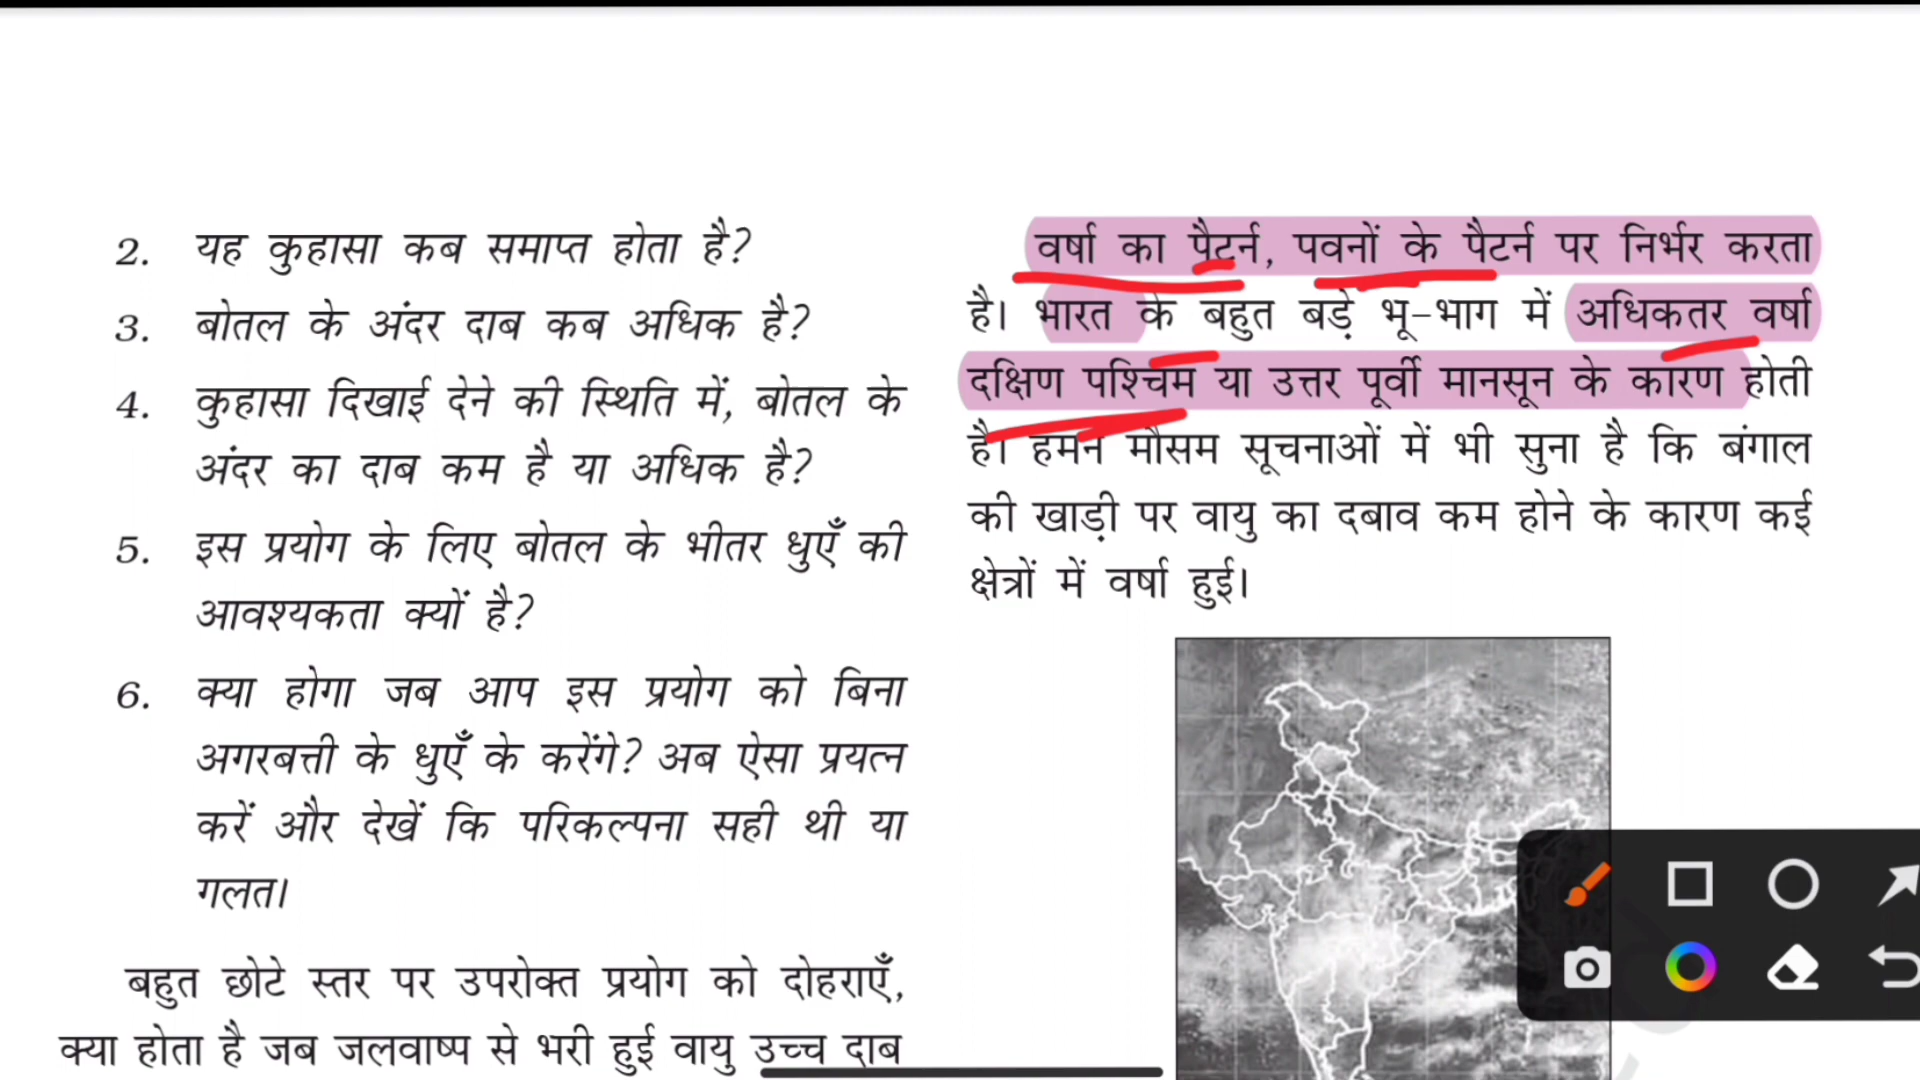 2. यह कुहासा कब समाप्त होता है?
3. बोतल के अंदर दाब कब अधिक है?
4. कुहासा दिखाई देने की स्थिति में, बोतल के
अंदर का दाब कम है या अधिक है?
5. इस प्रयोग के लिए बोतल के भीतर धुएँ की
आवश्यकता क्यों है?
6. क्या होगा जब आप इस प्रयोग को बिना
अगरबत्ती के धुएँ के करेंगे? अब ऐसा प्रयत्न
करें और देखें कि परिकल्पना सही थी या
गलत।
बहुत छोटे स्तर पर उपरोक्त प्रयोग को दोहराएँ,
क्या होता है जब जलवाष्प से भरी हुई वायु उच्च दाब
वर्षा का पैटर्न, पवनों के पैटर्न पर निर्भर करता
है। भारत के बहुत बड़े भू-भाग में अधिकतर वर्षा
दक्षिण पश्चिम या उत्तर पूर्वी मानसून के कारण होती
है। हमने मौसम सूचनाओं में भी सुना है कि बंगाल
की खाड़ी पर वायु का दबाव कम होने के कारण कई
क्षेत्रों में वर्षा हुई।